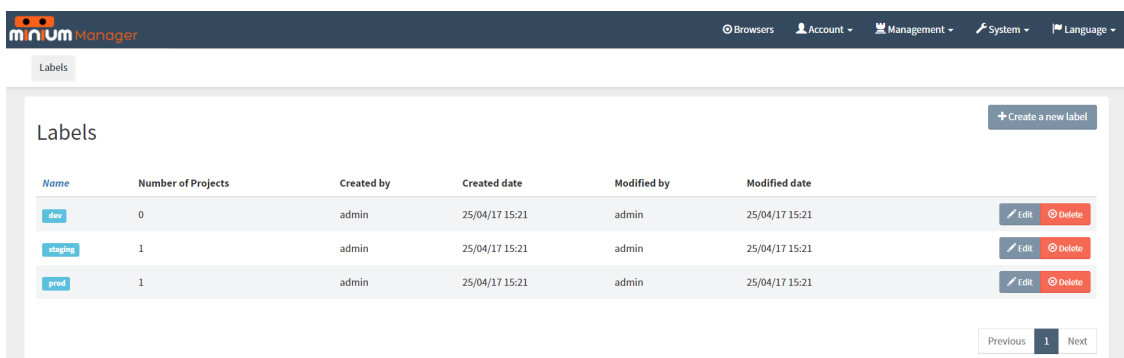 minium Manager
Browsers Account Management System Language
Labels
Create a new label
Labels
Name Number of Projects Created by Created date Modified by Modified date
dev 0 admin 25/04/17 15:21 admin 25/04/17 15:21 Edit Delete
staging 1 admin 25/04/17 15:21 admin 25/04/17 15:21 Edit Delete
prod 1 admin 25/04/17 15:21 admin 25/04/17 15:21 Edit Delete
Previous 1 Next